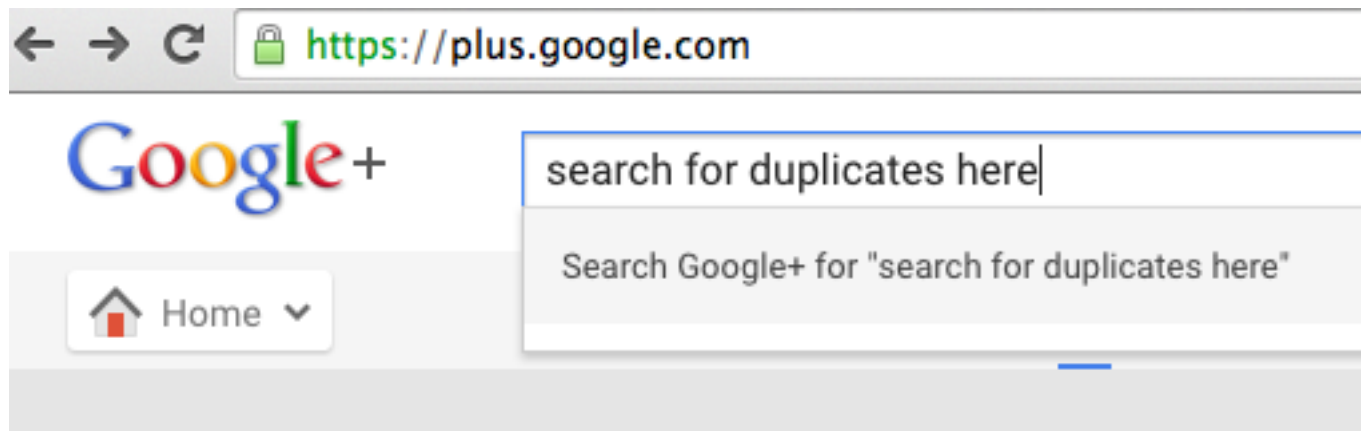 https://plus.google.com
Google+
search for duplicates here
Search Google+ for "search for duplicates here"
Home